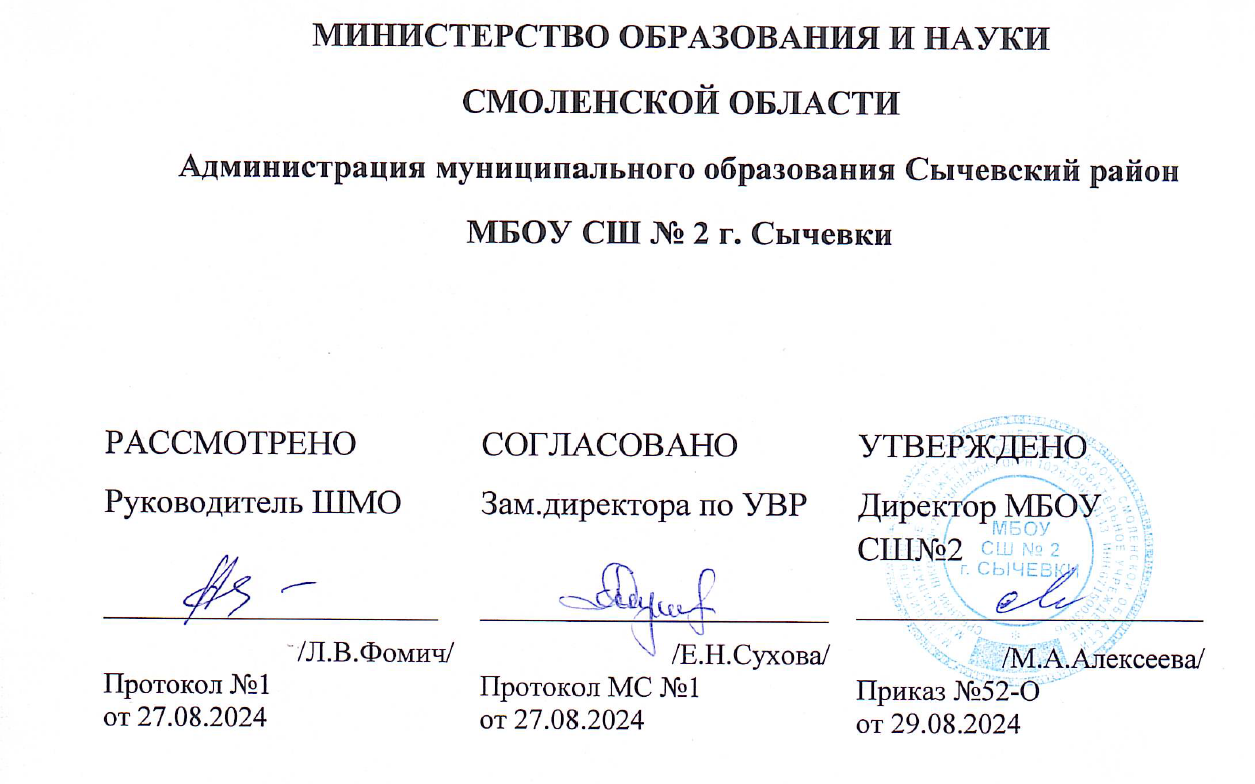 МИНИСТЕРСТВО ОБРАЗОВАНИЯ И НАУКИ
СМОЛЕНСКОЙ ОБЛАСТИ
Администрация муниципального образования Сычевский район
МБОУ СШ № 2 г. Сычевки
РАССМОТРЕНО
Руководитель ШМО
/Л.В.Фомич/
Протокол №1
от 27.08.2024
СОГЛАСОВАНО
Зам.директора по УВР
/Е.Н.Сухова/
Протокол МС №1
от 27.08.2024
УТВЕРЖДЕНО
Директор МБОУ
СШ№2
/М.А.Алексеева/
Приказ №52-О
от 29.08.2024
МБОУ
СШ № 2
г. СЫЧЕВКИ